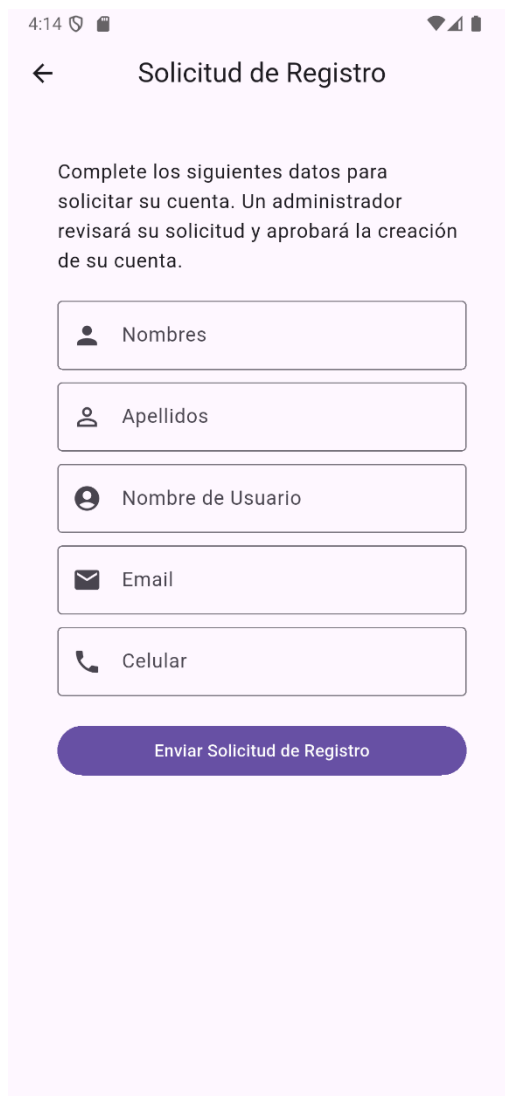 4:14
Solicitud de Registro
Complete los siguientes datos para
solicitar su cuenta. Un administrador
revisará su solicitud y aprobará la creación
de su cuenta.
Nombres
Apellidos
Nombre de Usuario
Email
Celular
Enviar Solicitud de Registro